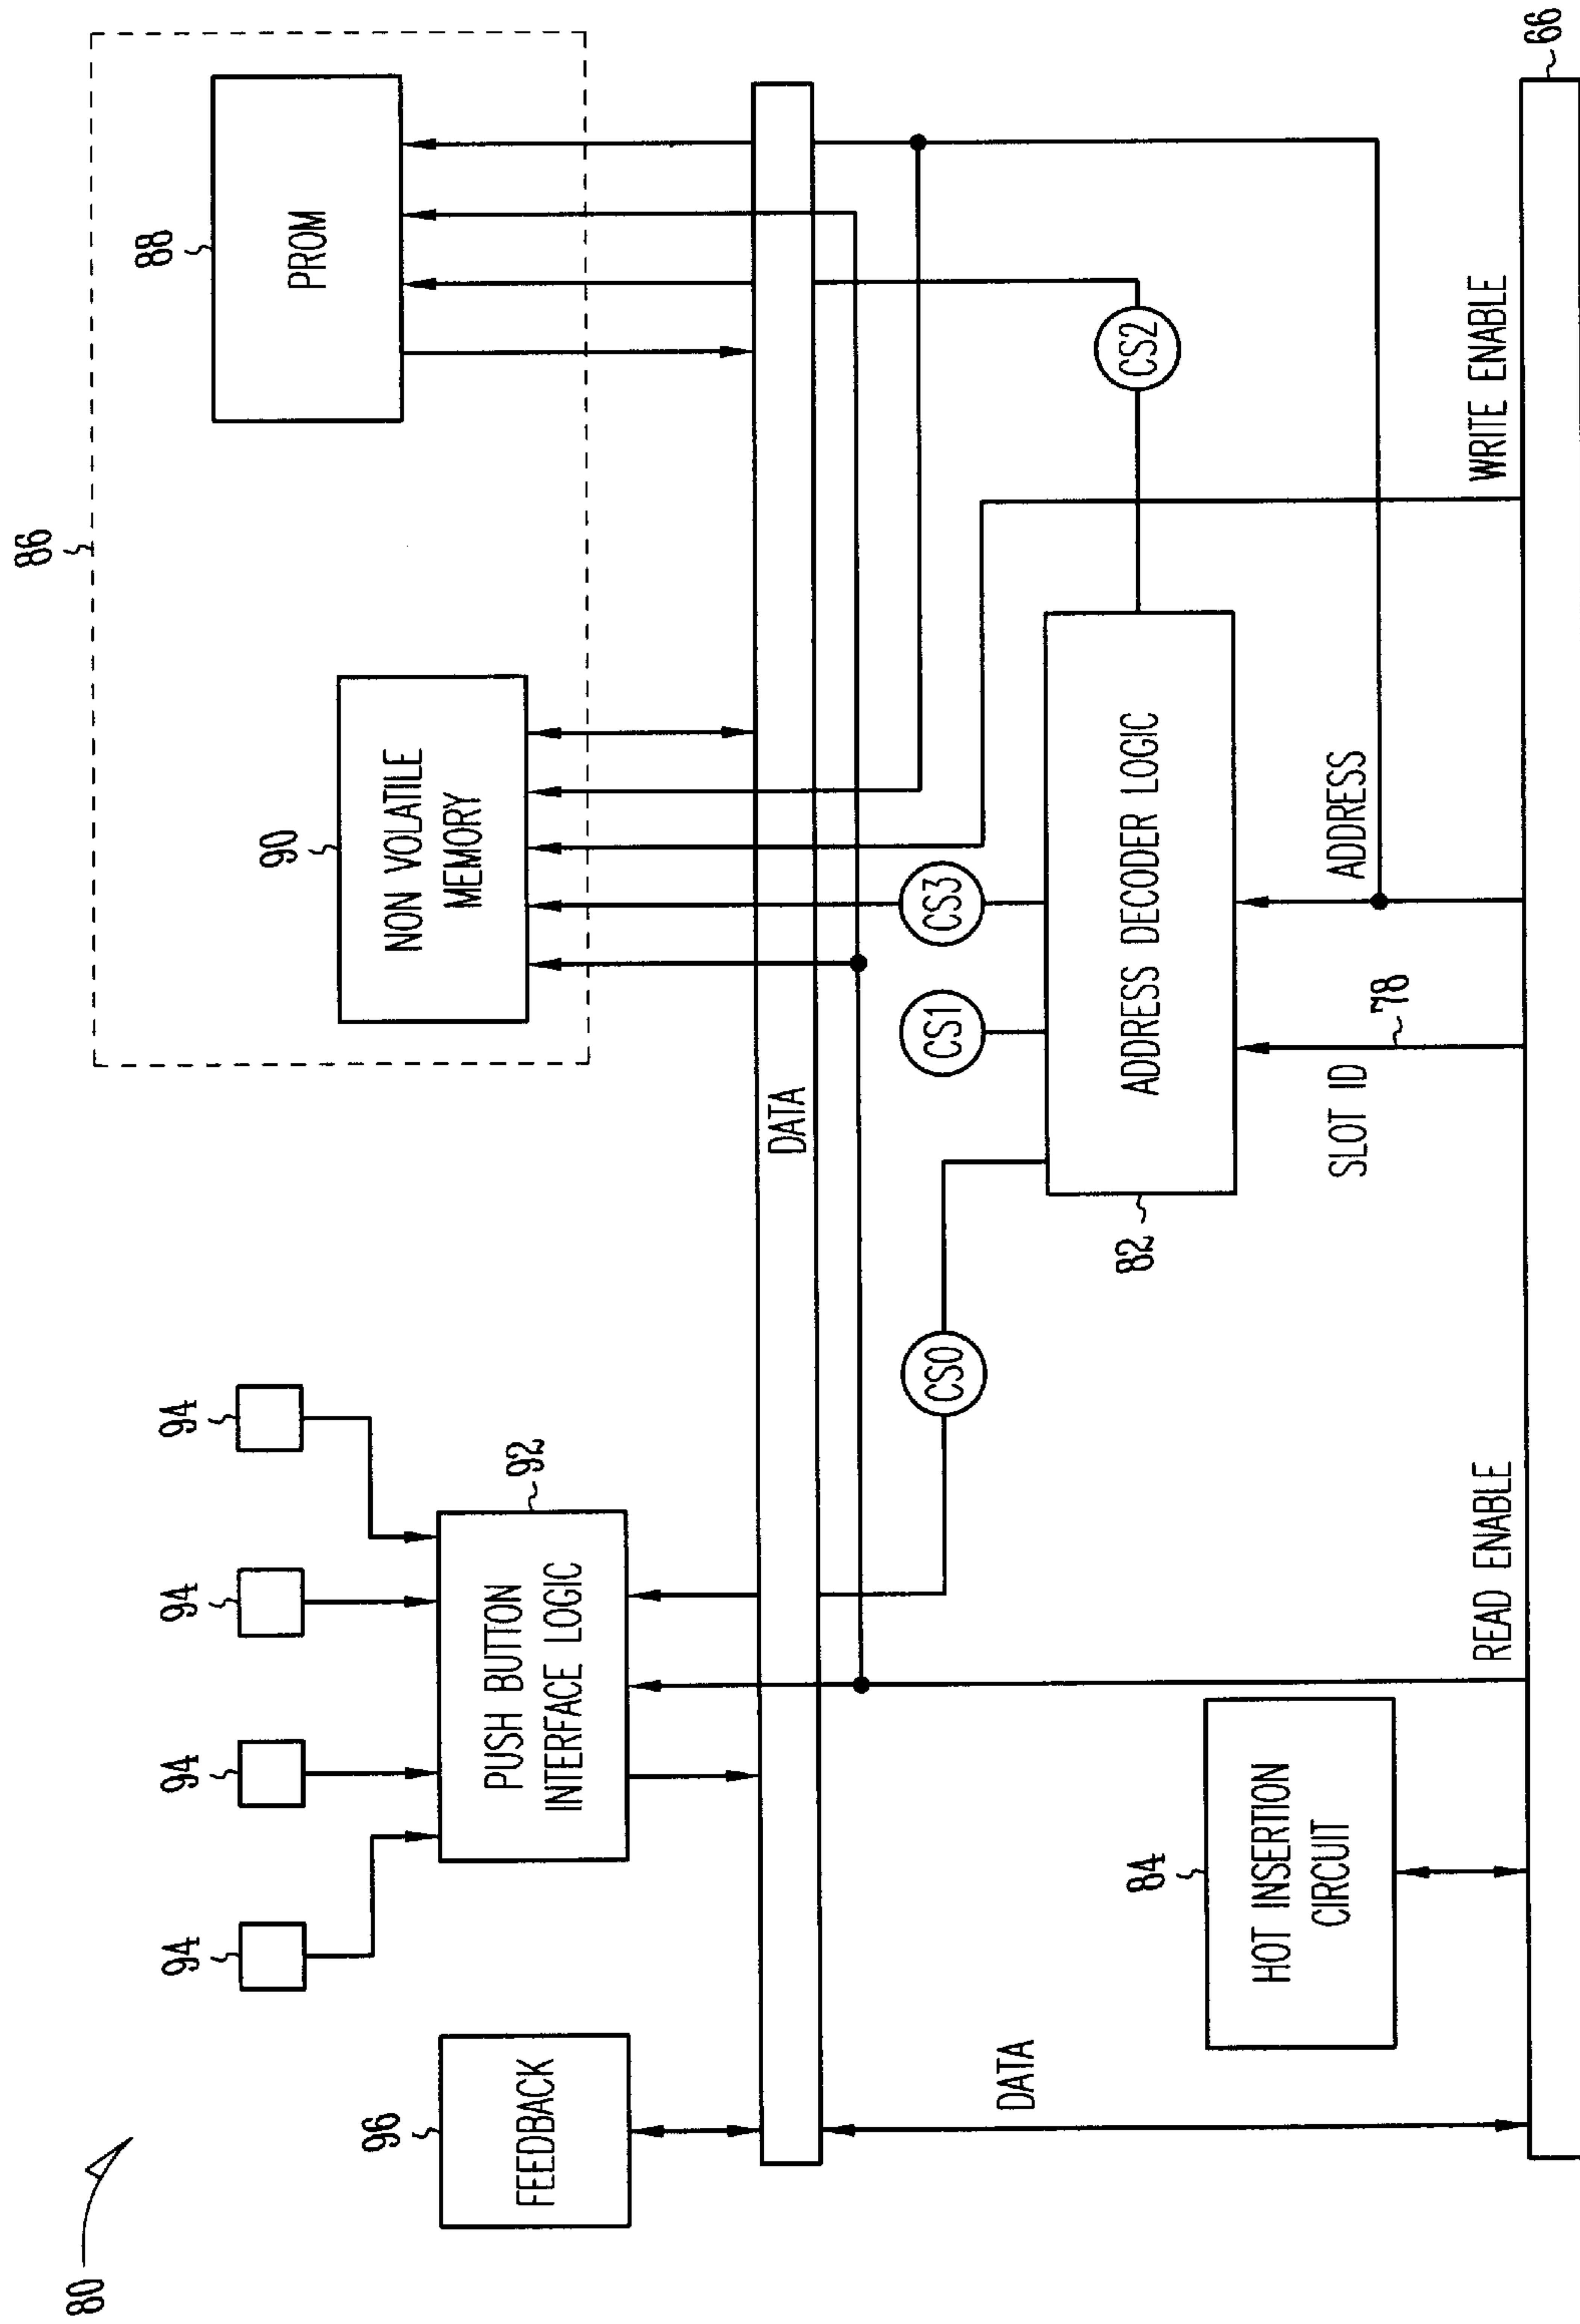 80
86
88
PROM
90
NON VOLATILE
MEMORY
94
94
94
94
92
PUSH BUTTON
INTERFACE LOGIC
96
FEEDBACK
DATA
CS0
CS1
CS3
CS2
82
ADDRESS DECODER LOGIC
84
HOT INSERTION
CIRCUIT
DATA
READ ENABLE
SLOT ID
78
ADDRESS
WRITE ENABLE
66